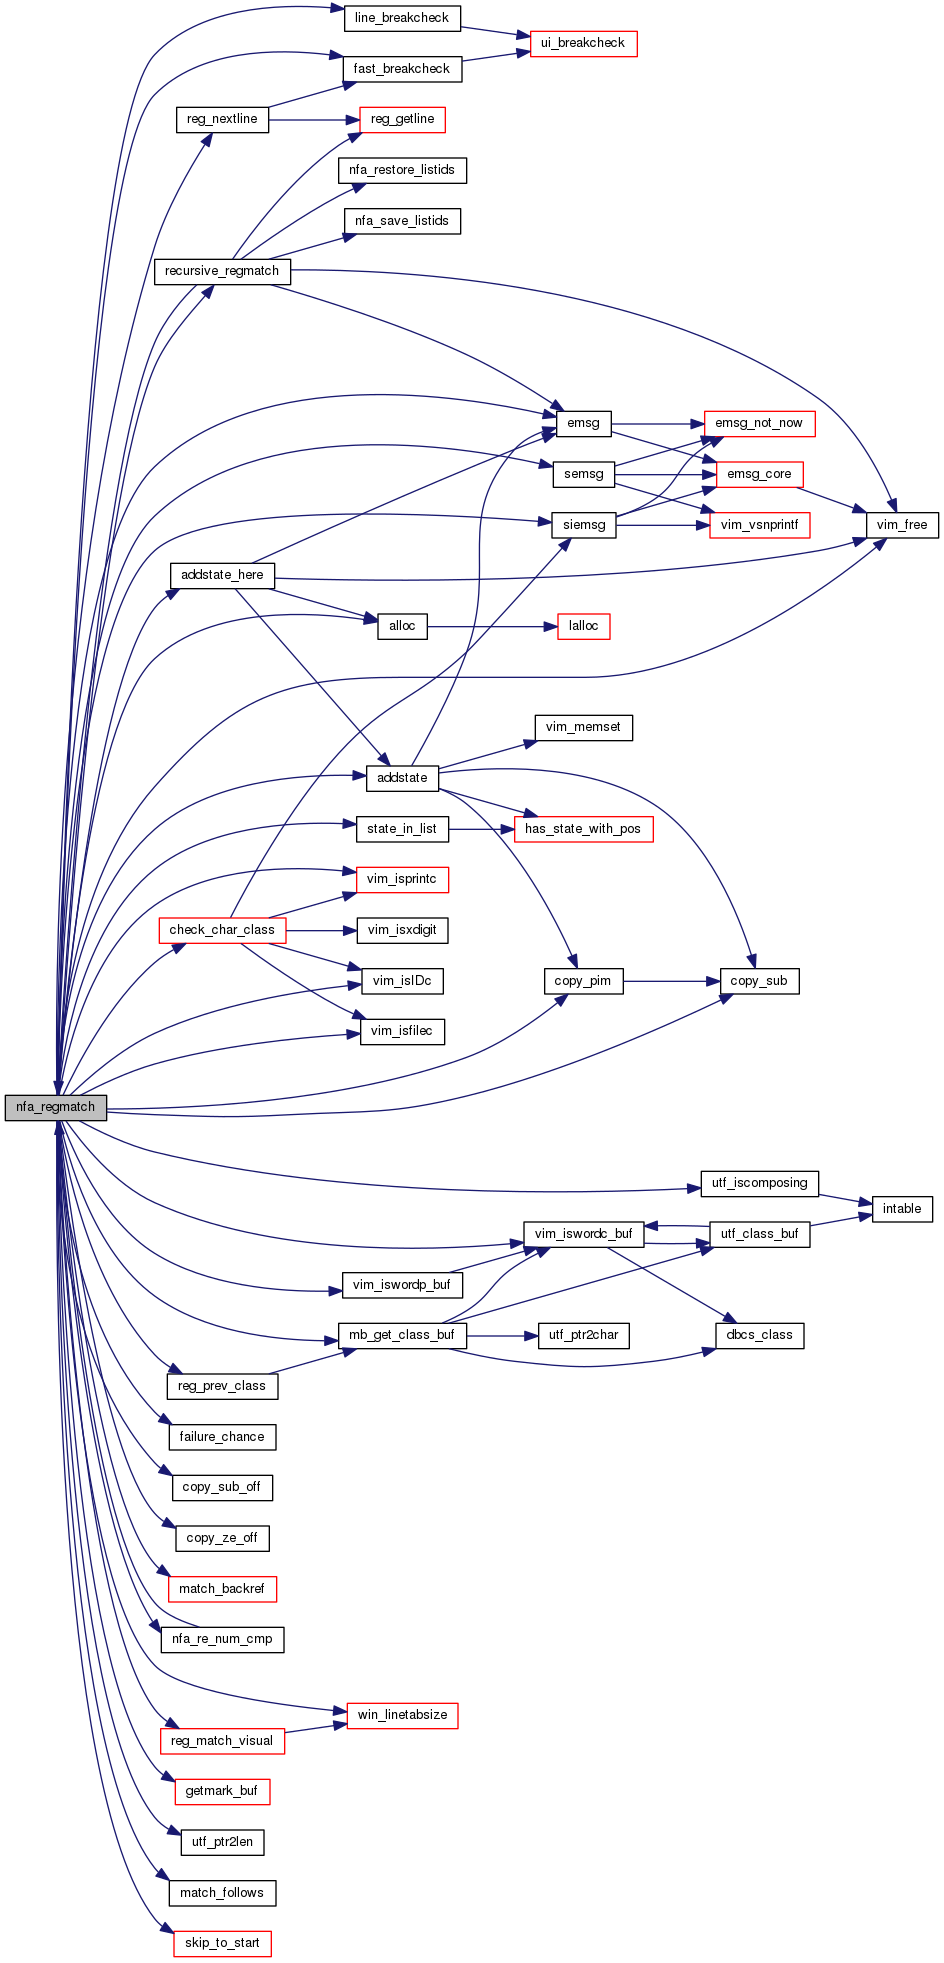 line_breakcheck
ui_breakcheck
fast_breakcheck
reg_nextline
reg_getline
nfa_restore_listids
nfa_save_listids
recursive_regmatch
emsg
emsg_not_now
semsg
emsg_core
siemsg
vim_vsnprintf
vim_free
addstate_here
alloc
lalloc
vim_memset
addstate
state_in_list
has_state_with_pos
vim_isprintc
check_char_class
vim_isxdigit
vim_isIDc
copy_pim
copy_sub
vim_isfilec
nfa_regmatch
utf_iscomposing
intable
vim_iswordc_buf
utf_class_buf
vim_iswordp_buf
mb_get_class_buf
utf_ptr2char
dbcs_class
reg_prev_class
failure_chance
copy_sub_off
copy_ze_off
match_backref
nfa_re_num_cmp
win_linetabsize
reg_match_visual
getmark_buf
utf_ptr2len
match_follows
skip_to_start